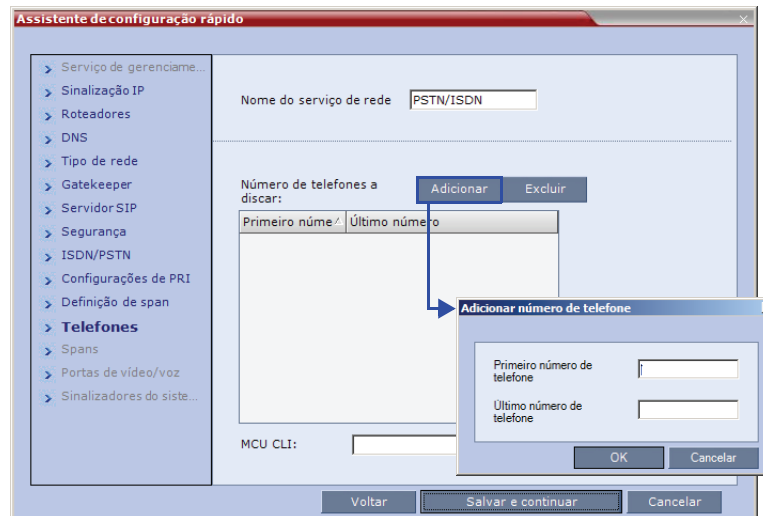 Assistente de configuração rápido
Serviço de gerenciame...
Sinalização IP
Roteadores
DNS
Tipo de rede
Gatekeeper
Servidor SIP
Segurança
ISDN/PSTN
Configurações de PRI
Definição de span
Telefones
Spans
Portas de vídeo/voz
Sinalizadores do siste...
Nome do serviço de rede PSTN/ISDN
Número de telefones a
discar:
Adicionar Excluir
Primeiro núme Último número
Adicionar número de telefone
Primeiro número de
telefone
Último número de
telefone
OK Cancelar
MCU CLI:
Voltar Salvar e continuar Cancelar